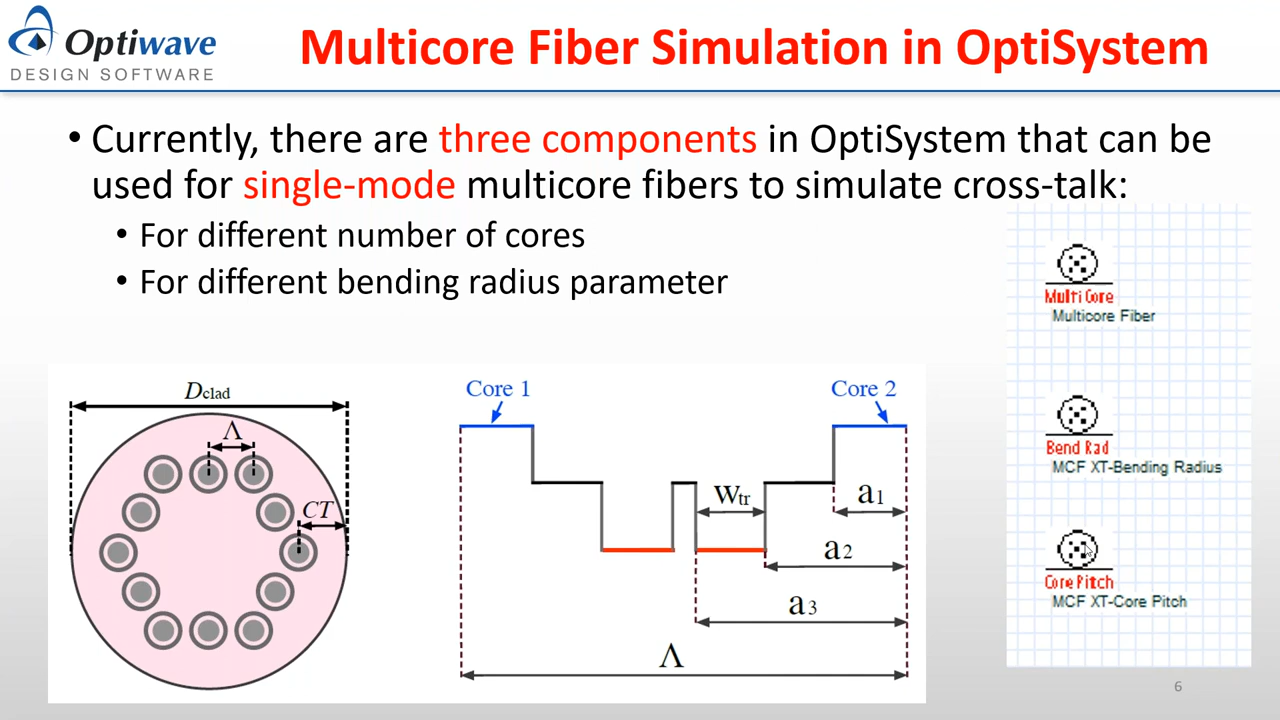 Optiwave
DESIGN SOFTWARE
Multicore Fiber Simulation in OptiSystem
• Currently, there are three components in OptiSystem that can be
used for single-mode multicore fibers to simulate cross-talk:
• For different number of cores
• For different bending radius parameter
Multi Core
Multicore Fiber
Bend Rad
MCF XT-Bending Radius
Core Pitch
MCF XT-Core Pitch
Dclad
Λ
CT
Core 1
Core 2
Wtr
a1
a2
a3
Λ
6